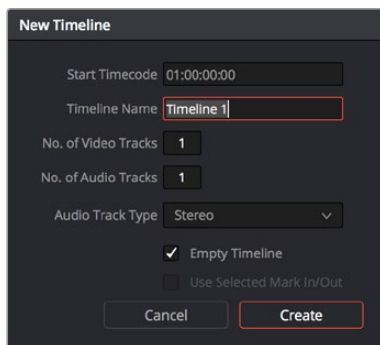 New Timeline
Start Timecode 01:00:00:00
Timeline Name Timeline 1
No. of Video Tracks 1
No. of Audio Tracks 1
Audio Track Type Stereo
Empty Timeline
Use Selected Mark In/Out
Cancel Create